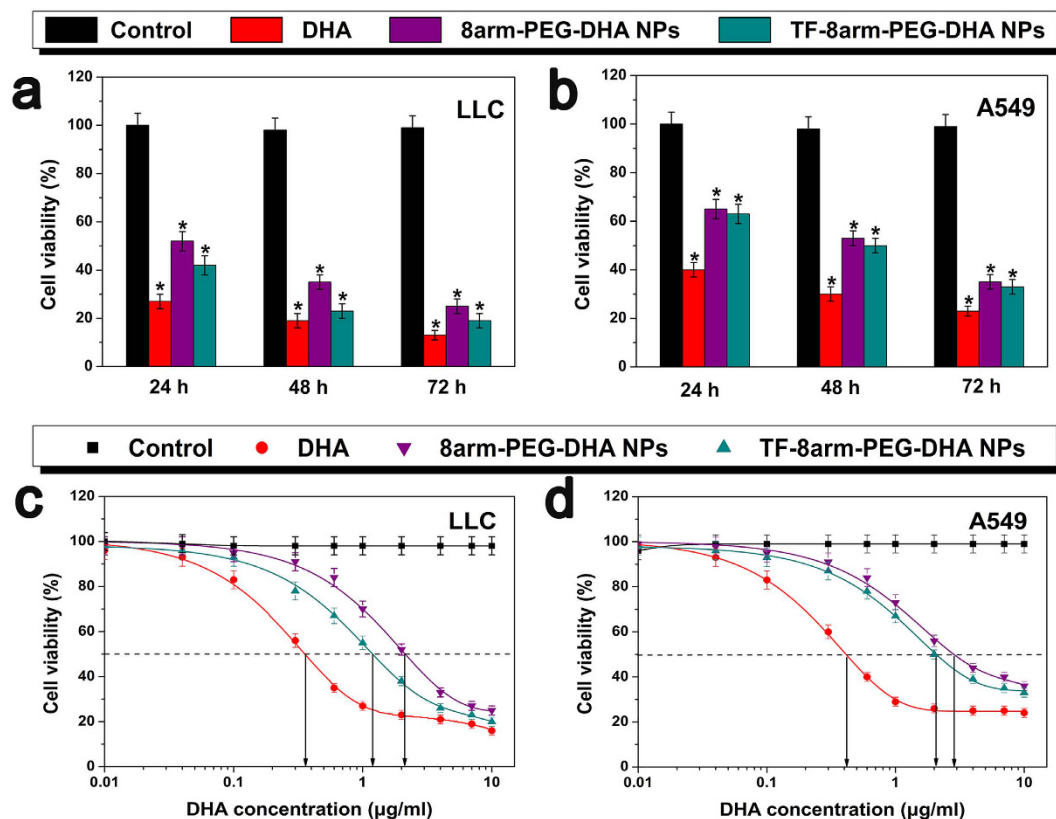 Control DHA 8arm-PEG-DHA NPs TF-8arm-PEG-DHA NPs
a
LLC
Cell viability (%)
120
100
80
60
40
20
0
* * *
* * *
* * *
24 h 48 h 72 h
b
A549
Cell viability (%)
120
100
80
60
40
20
0
* * *
* * *
* * *
24 h 48 h 72 h
Control DHA 8arm-PEG-DHA NPs TF-8arm-PEG-DHA NPs
c
LLC
Cell viability (%)
120
100
80
60
40
20
0
0.01 0.1 1 10
DHA concentration (µg/ml)
d
A549
Cell viability (%)
120
100
80
60
40
20
0
0.01 0.1 1 10
DHA concentration (µg/ml)